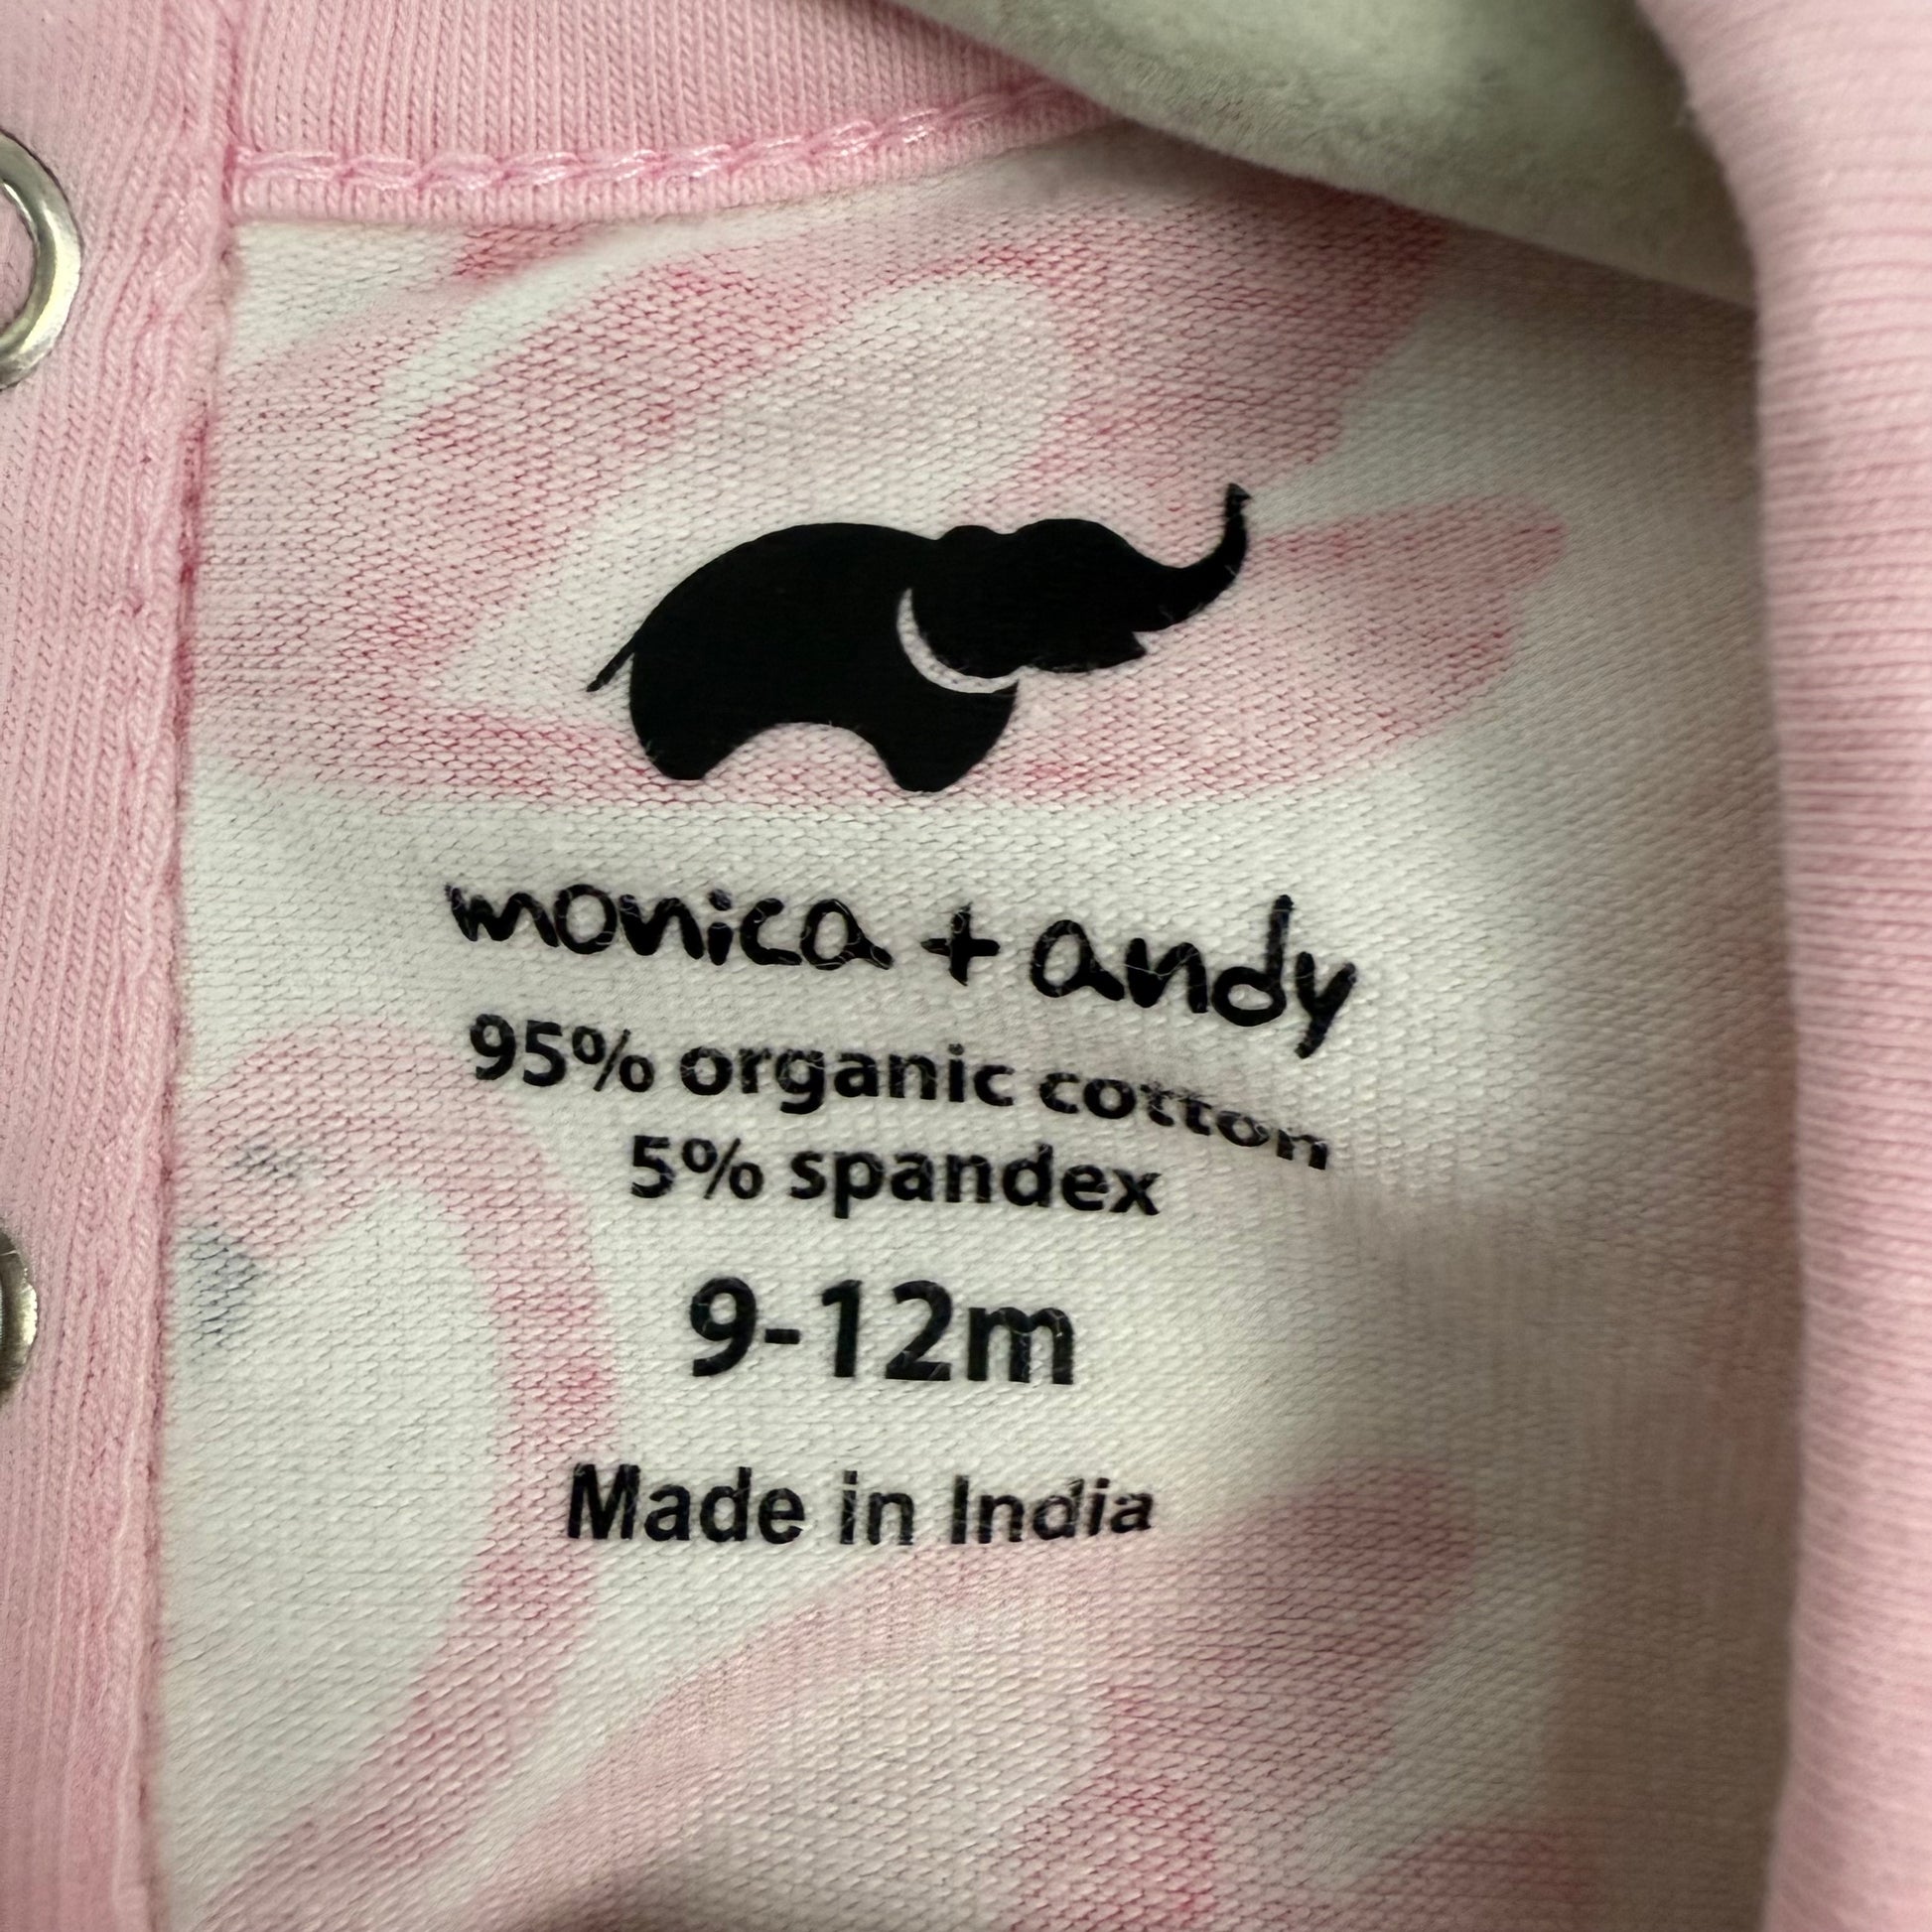 monica + andy
95% organic cotton
5% spandex
9-12m
Made in India